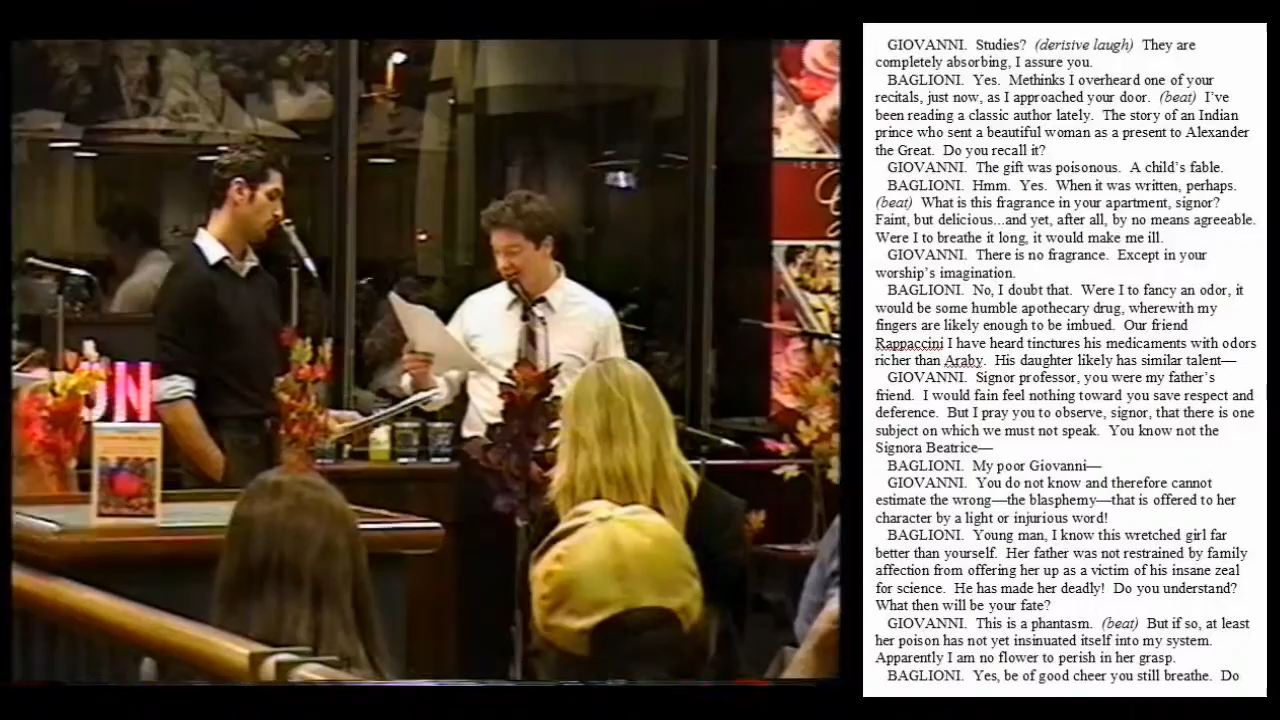 UN
GIOVANNI. Studies? (derisive laugh) They are
completely absorbing, I assure you.
BAGLIONI. Yes. Methinks I overheard one of your
recitals, just now, as I approached your door. (beat) I've
been reading a classic author lately. The story of an Indian
prince who sent a beautiful woman as a present to Alexander
the Great. Do you recall it?
GIOVANNI. The gift was poisonous. A child's fable.
BAGLIONI. Hmm. Yes. When it was written, perhaps.
(beat) What is this fragrance in your apartment, signor?
Faint, but delicious...and yet, after all, by no means agreeable.
Were I to breathe it long, it would make me ill.
GIOVANNI. There is no fragrance. Except in your
worship's imagination.
BAGLIONI. No, I doubt that. Were I to fancy an odor, it
would be some humble apothecary drug, wherewith my
fingers are likely enough to be imbued. Our friend
Rappaccini I have heard tinctures his medicaments with odors
richer than Araby. His daughter likely has similar talent—
GIOVANNI. Signor professor, you were my father's
friend. I would fain feel nothing toward you save respect and
deference. But I pray you to observe, signor, that there is one
subject on which we must not speak. You know not the
Signora Beatrice—
BAGLIONI. My poor Giovanni—
GIOVANNI. You do not know and therefore cannot
estimate the wrong—the blasphemy—that is offered to her
character by a light or injurious word!
BAGLIONI. Young man, I know this wretched girl far
better than yourself. Her father was not restrained by family
affection from offering her up as a victim of his insane zeal
for science. He has made her deadly! Do you understand?
What then will be your fate?
GIOVANNI. This is a phantasm. (beat) But if so, at least
her poison has not yet insinuated itself into my system.
Apparently I am no flower to perish in her grasp.
BAGLIONI. Yes, be of good cheer you still breathe. Do